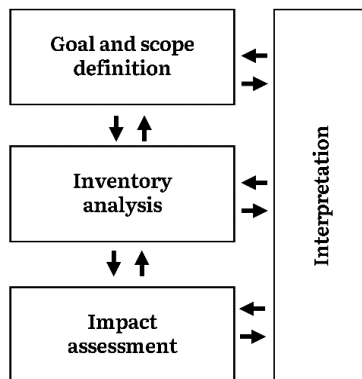 Goal and scope
definition
Inventory
analysis
Impact
assessment
Interpretation